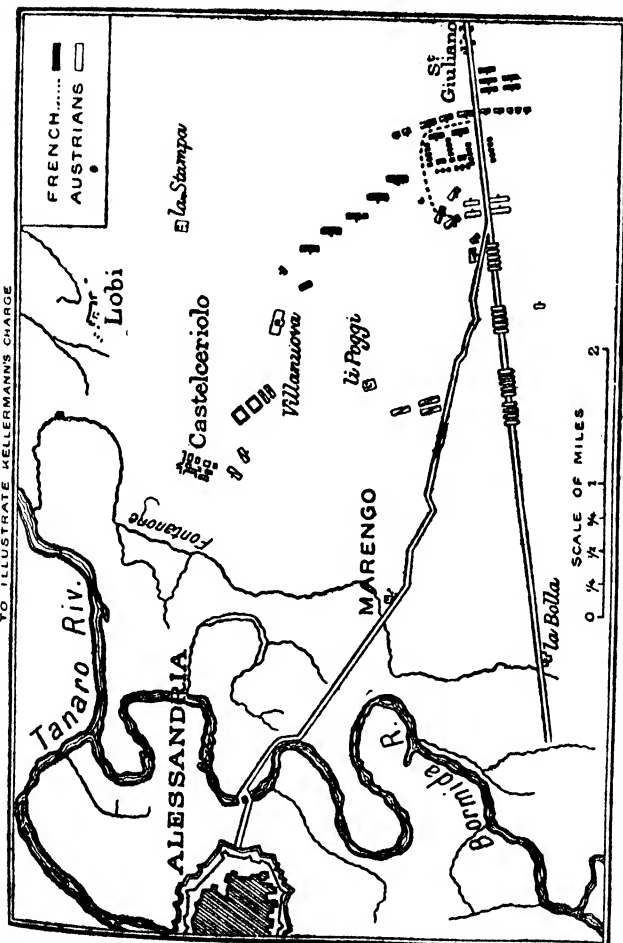 TO ILLUSTRATE KELLERMANN'S CHARGE
FRENCH......
AUSTRIANS
Tanaro Riv.
Lobi
la Stampa
ALESSANDRIA
Fontanone
Castelceriolo
Villanuova
li Poggi
St
Giuliano
MARENGO
Bormida R.
la Bolla
SCALE OF MILES
0 ¼ ½ ¾ 1 2